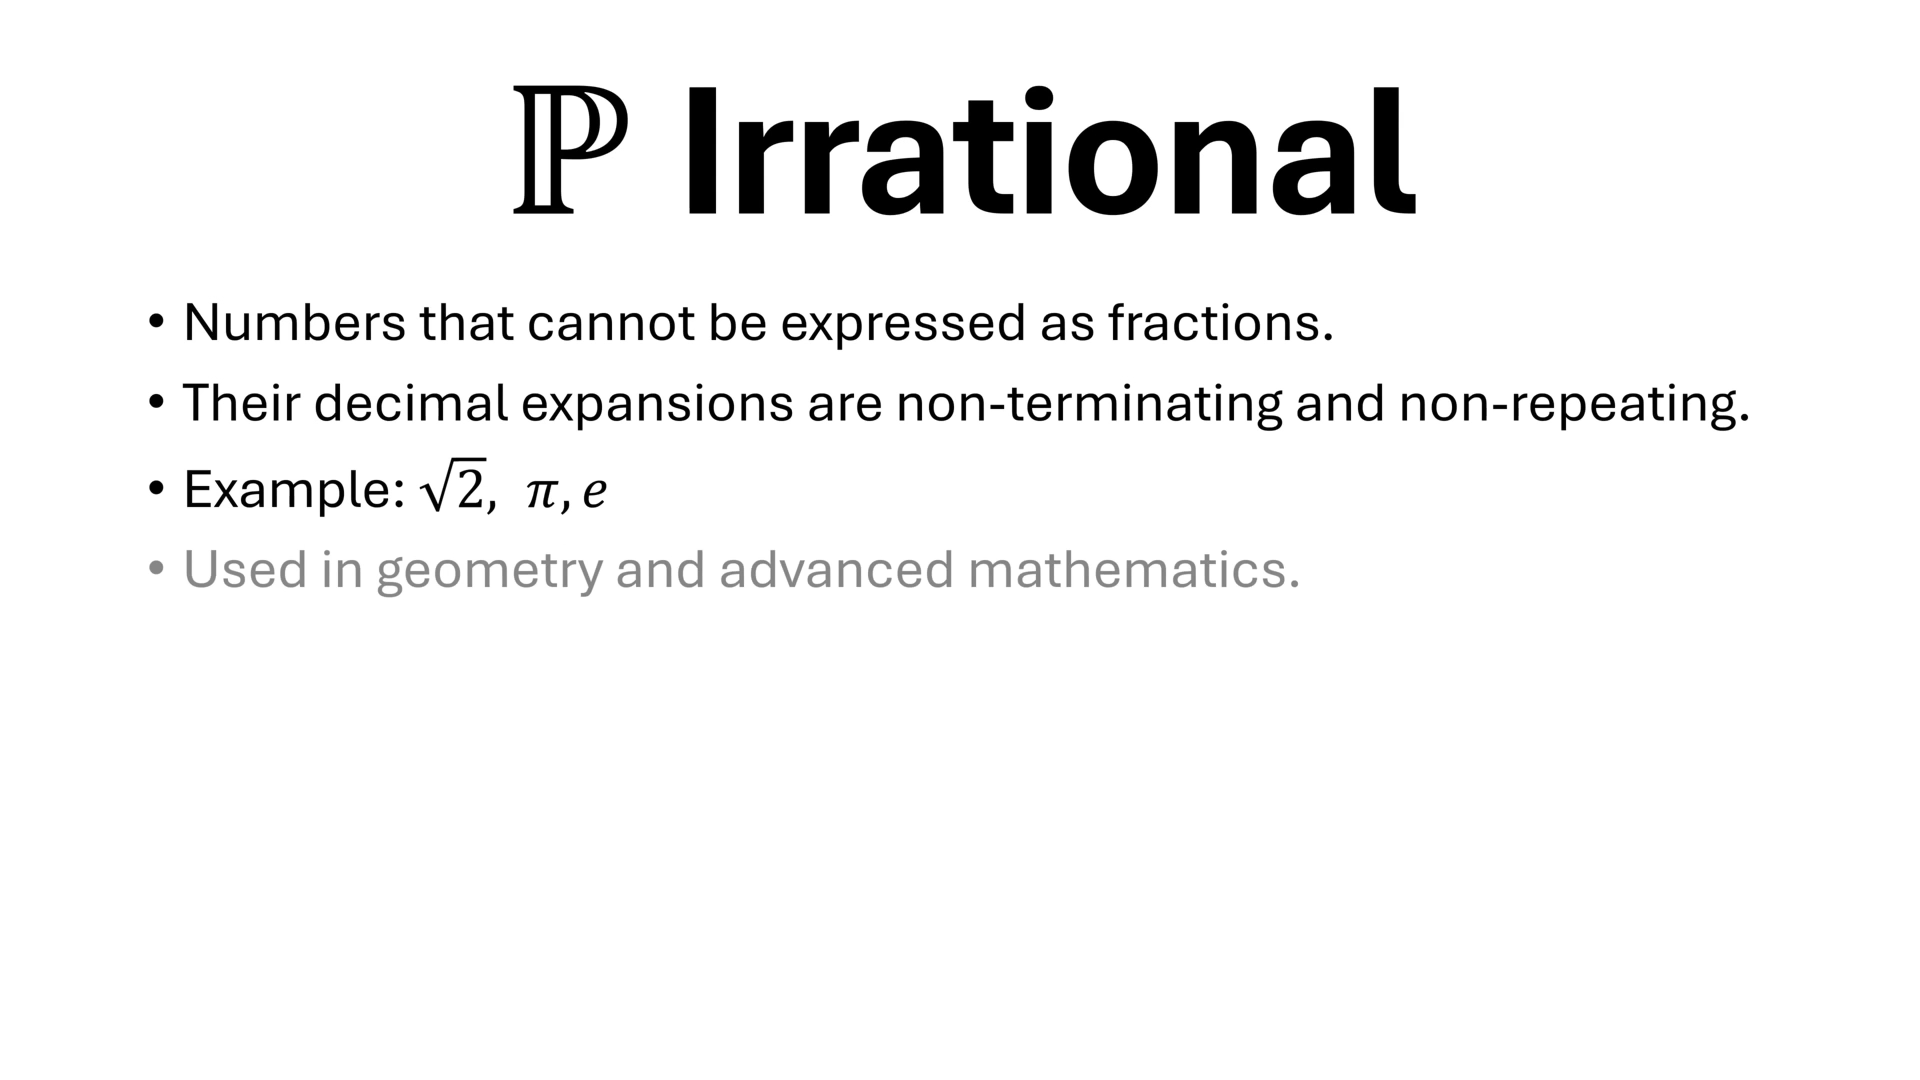 ℙ Irrational
• Numbers that cannot be expressed as fractions.
• Their decimal expansions are non-terminating and non-repeating.
• Example: √2, π, e
• Used in geometry and advanced mathematics.